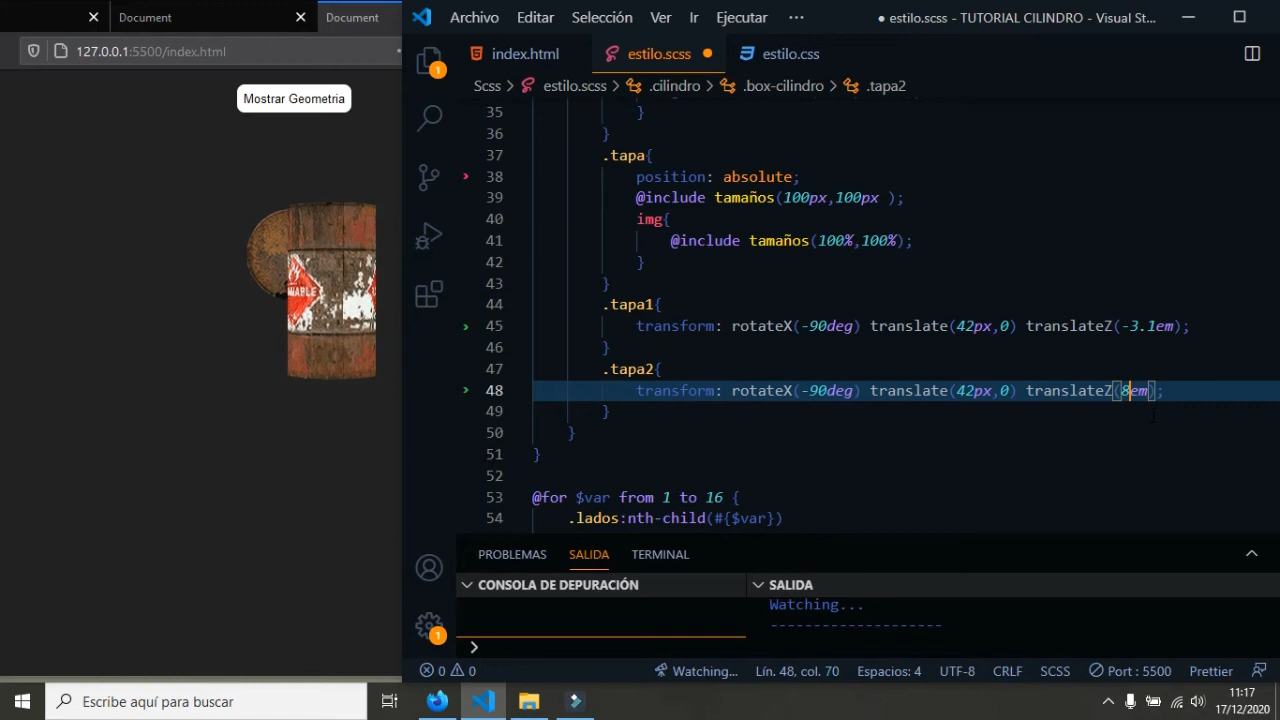 Document
Document
Archivo Editar Selección Ver Ir Ejecutar ···
● estilo.scss - TUTORIAL CILINDRO - Visual St...
127.0.0.1:5500/index.html
index.html
estilo.scss
estilo.css
Scss > estilo.scss > .cilindro > .box-cilindro > .tapa2
Mostrar Geometria
35 }
36 }
37 .tapa{
38 position: absolute;
39 @include tamaños(100px,100px );
40 img{
41 @include tamaños(100%,100%);
42 }
43 }
44 .tapa1{
45 transform: rotateX(-90deg) translate(42px,0) translateZ(-3.1em);
46 }
47 .tapa2{
48 transform: rotateX(-90deg) translate(42px,0) translateZ(8em);
49 }
50 }
51 }
52
53 @for $var from 1 to 16 {
54 .lados:nth-child(#{$var})
1
1
PROBLEMAS SALIDA TERMINAL
CONSOLA DE DEPURACIÓN
SALIDA
Watching...
--------------------
0 0 Watching... Lín. 48, col. 70 Espacios: 4 UTF-8 CRLF SCSS Port : 5500 Prettier
Escribe aquí para buscar
11:17
17/12/2020